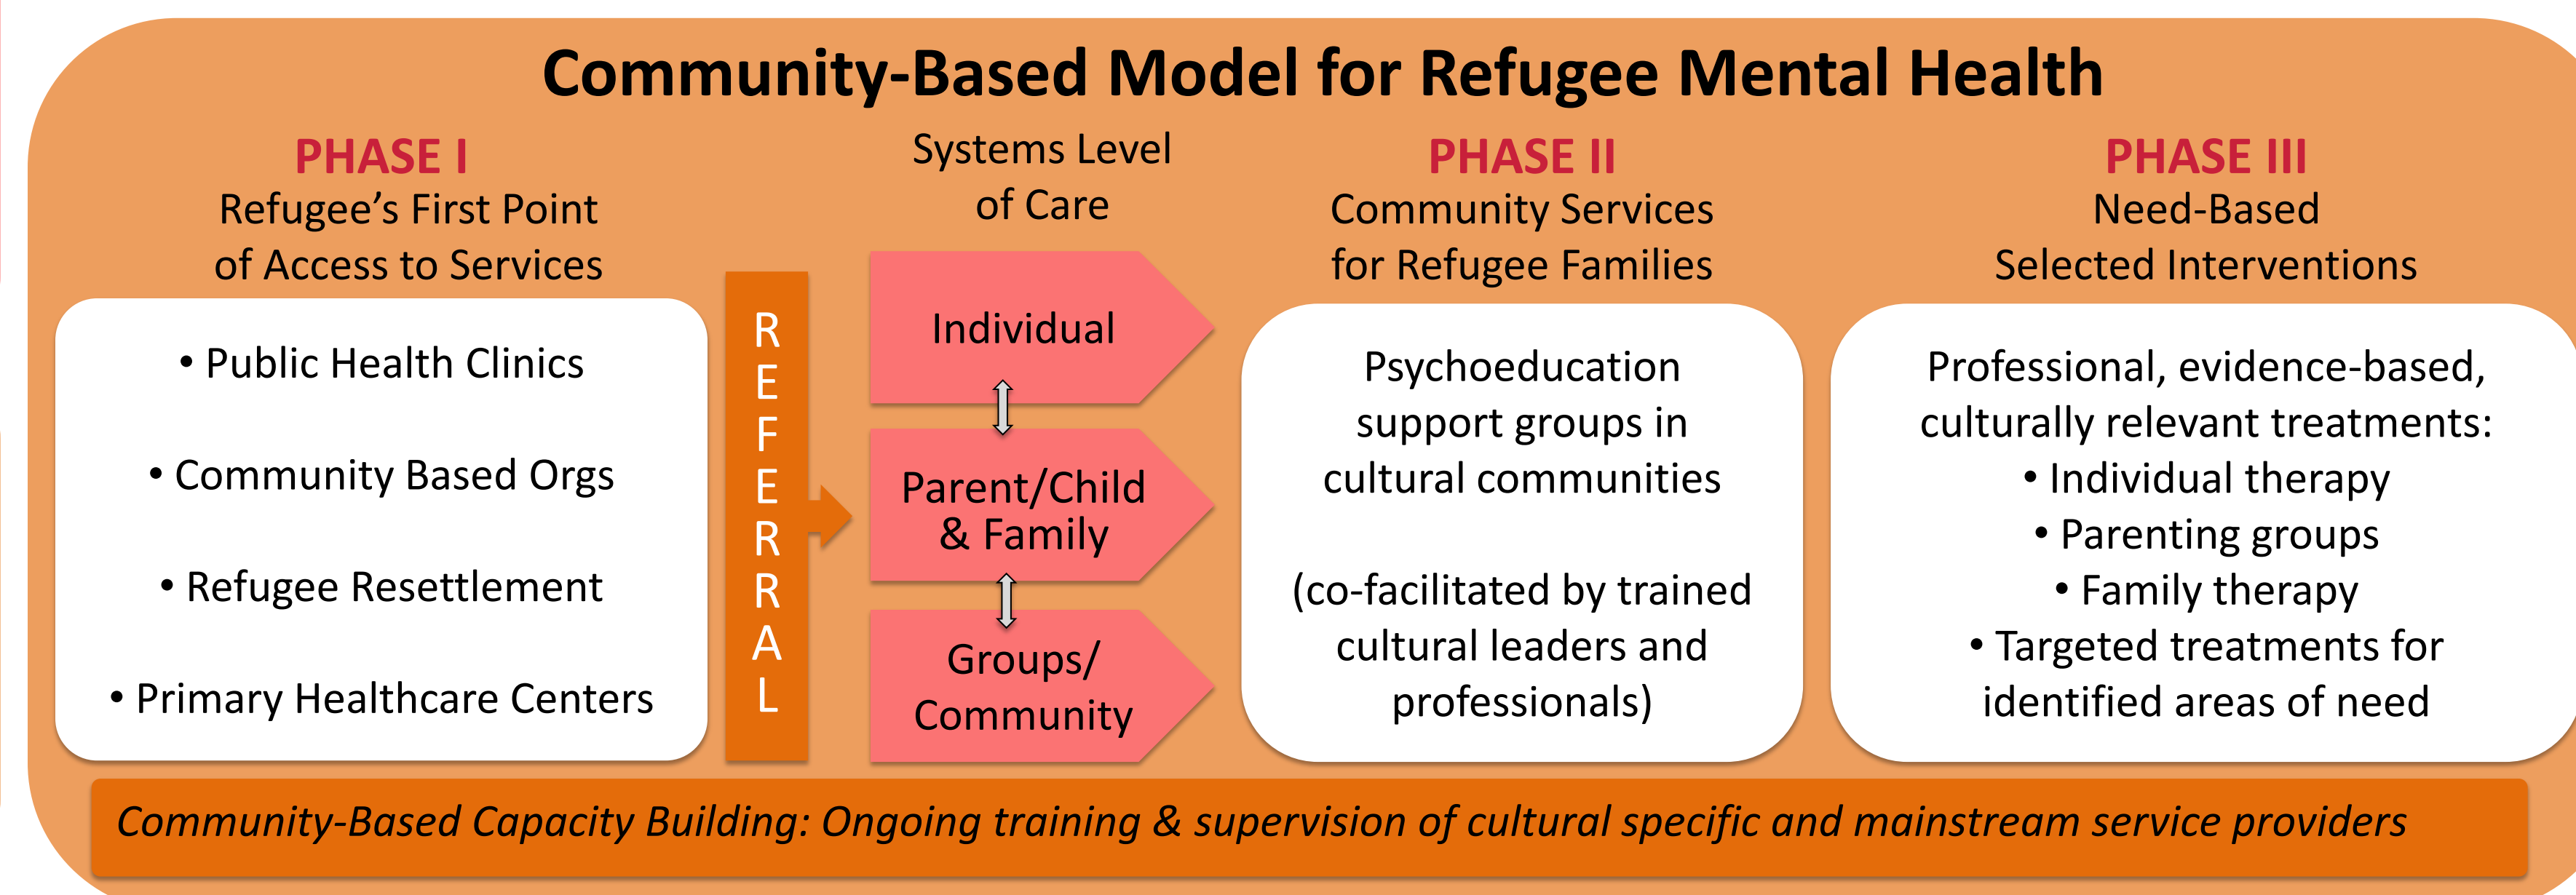 Community-Based Model for Refugee Mental Health
PHASE I
Refugee’s First Point
of Access to Services
• Public Health Clinics
• Community Based Orgs
• Refugee Resettlement
• Primary Healthcare Centers
REFERRAL
Systems Level
of Care
Individual
Parent/Child
& Family
Groups/
Community
PHASE II
Community Services
for Refugee Families
Psychoeducation
support groups in
cultural communities
(co-facilitated by trained
cultural leaders and
professionals)
PHASE III
Need-Based
Selected Interventions
Professional, evidence-based,
culturally relevant treatments:
• Individual therapy
• Parenting groups
• Family therapy
• Targeted treatments for
identified areas of need
Community-Based Capacity Building: Ongoing training & supervision of cultural specific and mainstream service providers